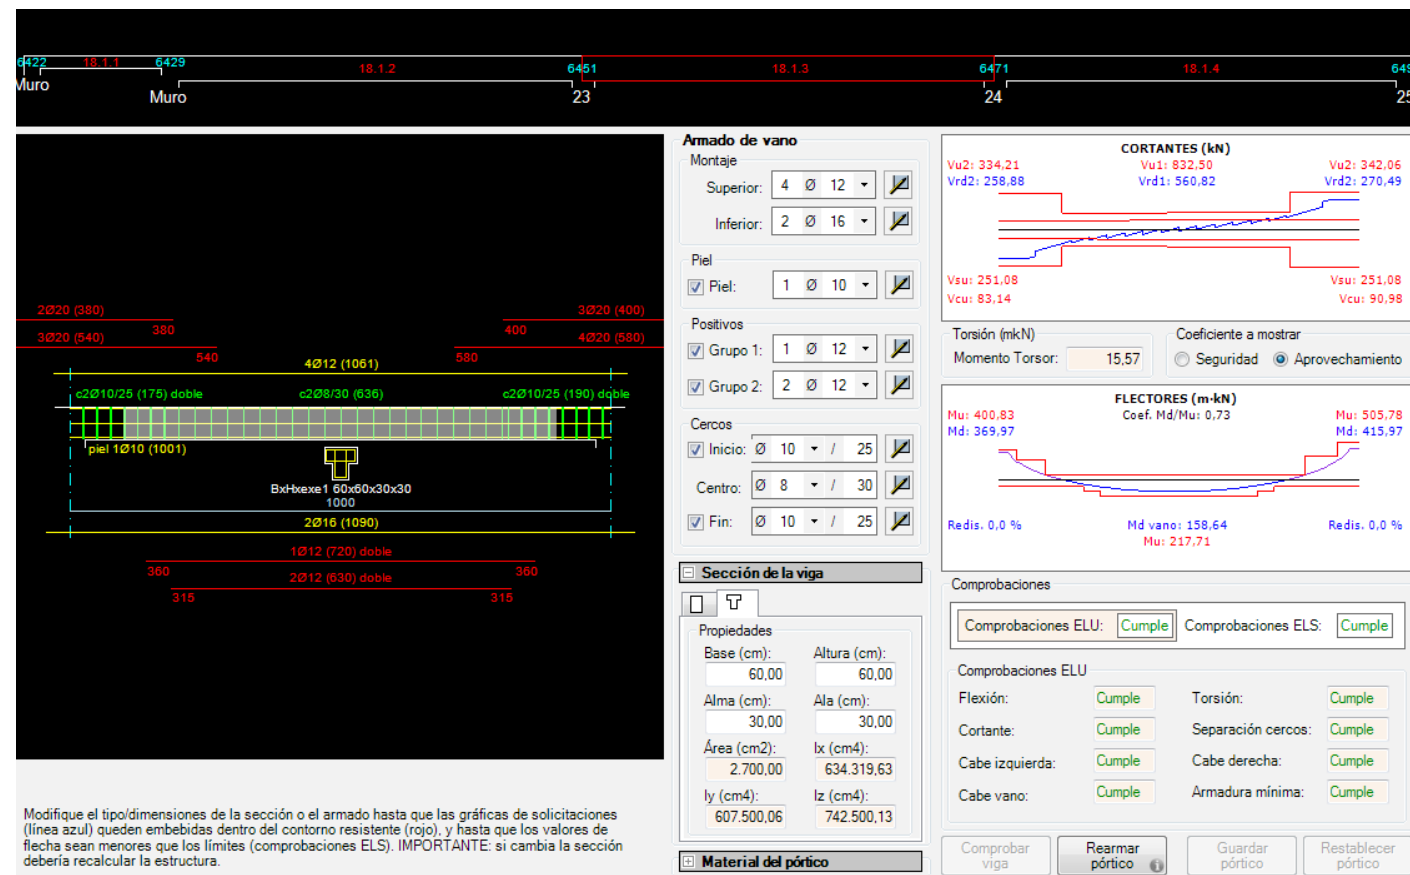 6422 18.1.1 6429 18.1.2 6451 18.1.3 6471 18.1.4 649
Muro Muro 23 24 25
2Ø20 (380) 3Ø20 (400)
380 400
3Ø20 (540) 4Ø20 (580)
540 580
4Ø12 (1061)
c2Ø10/25 (175) doble c2Ø8/30 (636) c2Ø10/25 (190) doble
piel 1Ø10 (1001)
BxHxexe1 60x60x30x30
1000
2Ø16 (1090)
1Ø12 (720) doble
360 360
2Ø12 (630) doble
315 315
Modifique el tipo/dimensiones de la sección o el armado hasta que las gráficas de solicitaciones
(línea azul) queden embebidas dentro del contorno resistente (rojo), y hasta que los valores de
flecha sean menores que los límites (comprobaciones ELS). IMPORTANTE: si cambia la sección
debería recalcular la estructura.
Armado de vano
Montaje
Superior: 4 Ø 12
Inferior: 2 Ø 16
Piel
Piel: 1 Ø 10
Positivos
Grupo 1: 1 Ø 12
Grupo 2: 2 Ø 12
Cercos
Inicio: Ø 10 / 25
Centro: Ø 8 / 30
Fin: Ø 10 / 25
Sección de la viga
Propiedades
Base (cm): Altura (cm):
60,00 60,00
Alma (cm): Ala (cm):
30,00 30,00
Área (cm2): Ix (cm4):
2.700,00 634.319,63
Iy (cm4): Iz (cm4):
607.500,06 742.500,13
Material del pórtico
CORTANTES (kN)
Vu2: 334,21 Vu1: 832,50 Vu2: 342,06
Vrd2: 258,88 Vrd1: 560,82 Vrd2: 270,49
Vsu: 251,08 Vsu: 251,08
Vcu: 83,14 Vcu: 90,98
Torsión (mkN)
Momento Torsor: 15,57
Coeficiente a mostrar
Seguridad Aprovechamiento
FLECTORES (m·kN)
Mu: 400,83 Coef. Md/Mu: 0,73 Mu: 505,78
Md: 369,97 Md: 415,97
Redis. 0,0 % Md vano: 158,64 Redis. 0,0 %
Mu: 217,71
Comprobaciones
Comprobaciones ELU: Cumple Comprobaciones ELS: Cumple
Comprobaciones ELU
Flexión: Cumple Torsión: Cumple
Cortante: Cumple Separación cercos: Cumple
Cabe izquierda: Cumple Cabe derecha: Cumple
Cabe vano: Cumple Armadura mínima: Cumple
Comprobar viga
Rearmar pórtico
Guardar pórtico
Restablecer pórtico